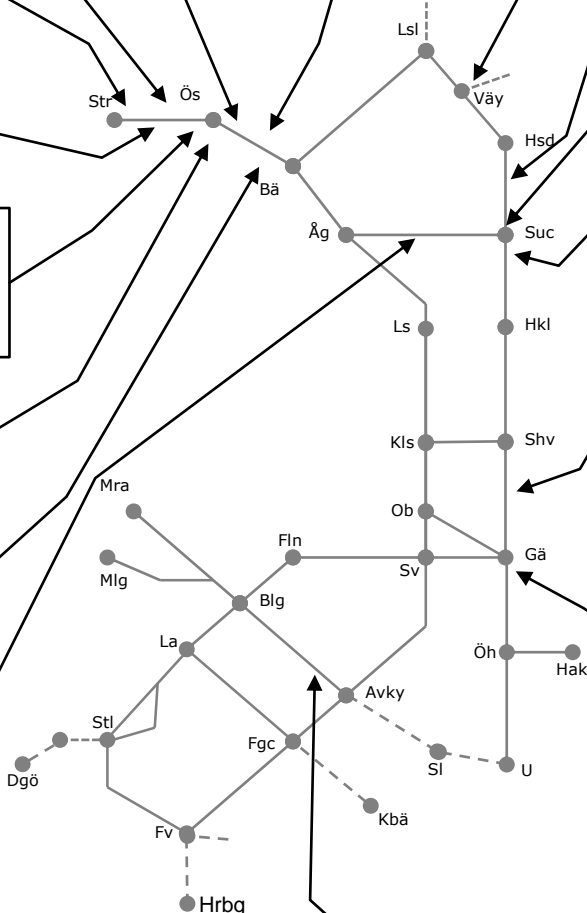 Lsl
Väy
Str
Ös
Hsd
Bä
Åg
Suc
Ls
Hkl
Kls
Shv
Mra
Ob
Fln
Gä
Mlg
Sv
Blg
La
Öh
Hak
Avky
Stl
Fgc
Sl
U
Dgö
Kbä
Fv
Hrbg